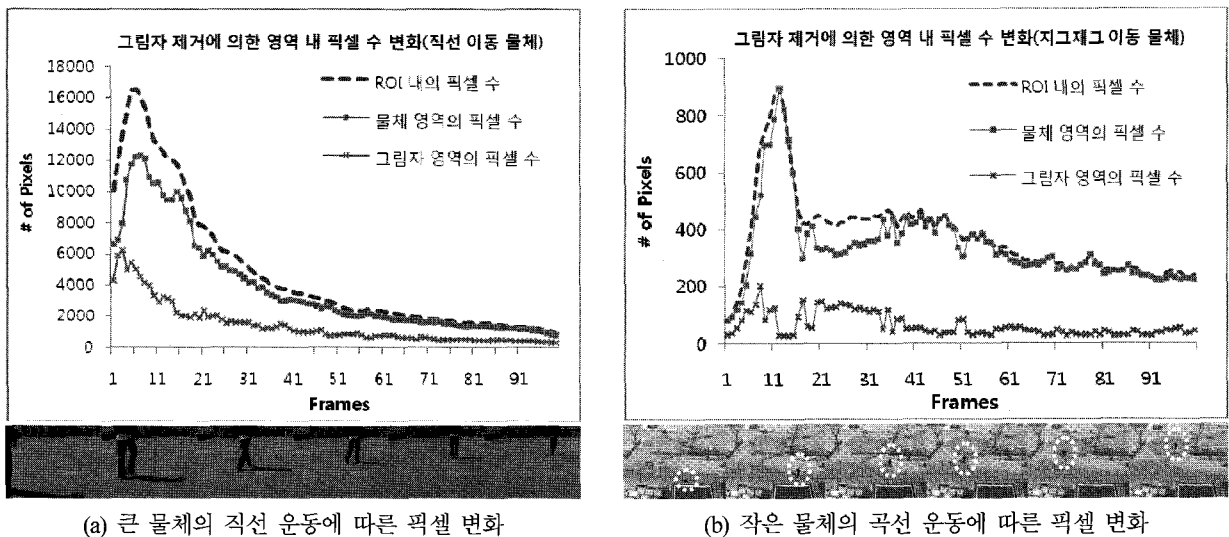 그림자 제거에 의한 영역 내 픽셀 수 변화(직선 이동 물체)
18000
16000
14000
12000
10000
8000
6000
4000
2000
0
# of Pixels
ROI 내의 픽셀 수
물체 영역의 픽셀 수
그림자 영역의 픽셀 수
1 11 21 31 41 51 61 71 81 91
Frames
(a) 큰 물체의 직선 운동에 따른 픽셀 변화
그림자 제거에 의한 영역 내 픽셀 수 변화(지그재그 이동 물체)
1000
800
600
400
200
0
# of Pixels
ROI 내의 픽셀 수
물체 영역의 픽셀 수
그림자 영역의 픽셀 수
1 11 21 31 41 51 61 71 81 91
Frames
(b) 작은 물체의 곡선 운동에 따른 픽셀 변화